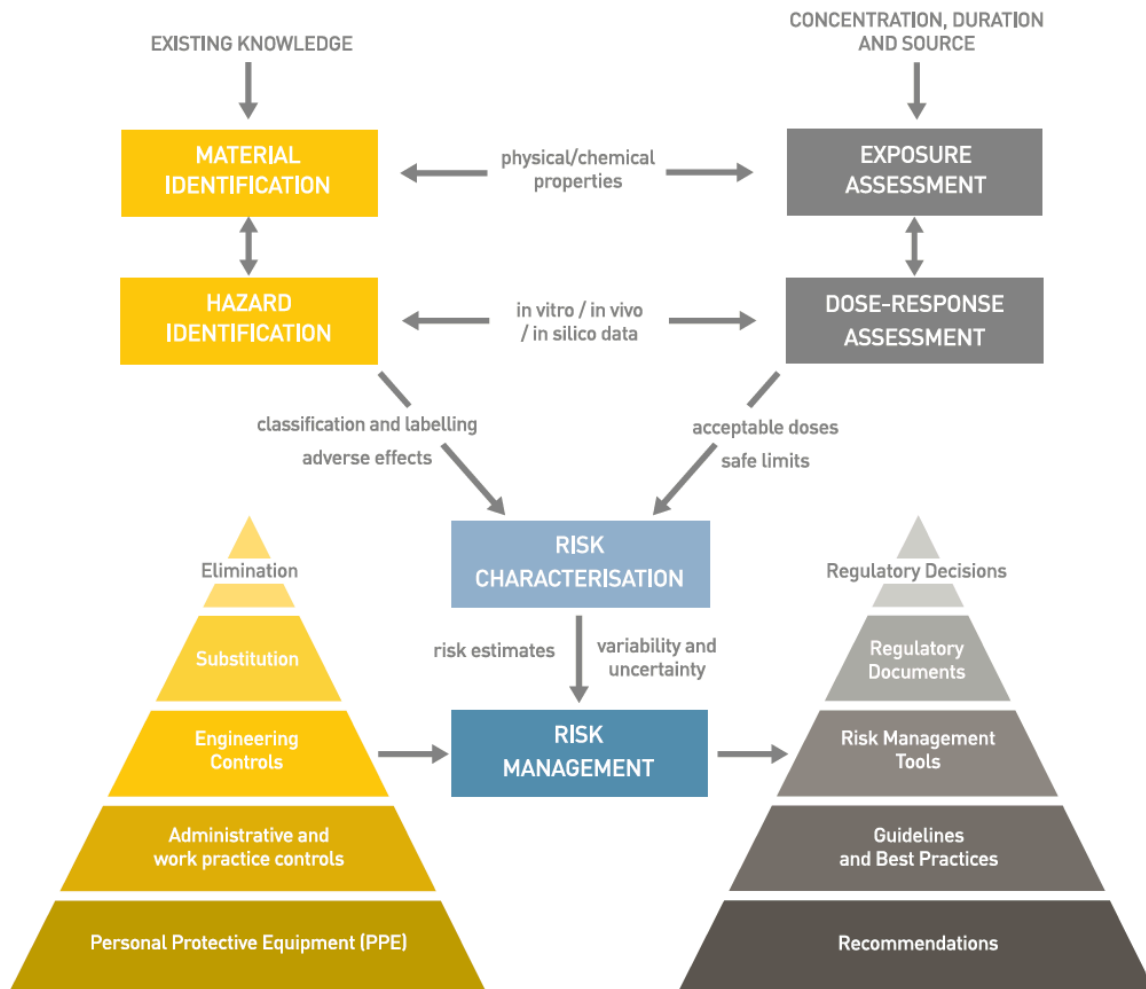 EXISTING KNOWLEDGE
CONCENTRATION, DURATION
AND SOURCE
MATERIAL
IDENTIFICATION
physical/chemical
properties
EXPOSURE
ASSESSMENT
HAZARD
IDENTIFICATION
in vitro / in vivo
/ in silico data
DOSE-RESPONSE
ASSESSMENT
classification and labelling
adverse effects
acceptable doses
safe limits
RISK
CHARACTERISATION
risk estimates
variability and
uncertainty
RISK
MANAGEMENT
Elimination
Substitution
Engineering
Controls
Administrative and
work practice controls
Personal Protective Equipment (PPE)
Regulatory Decisions
Regulatory
Documents
Risk Management
Tools
Guidelines
and Best Practices
Recommendations